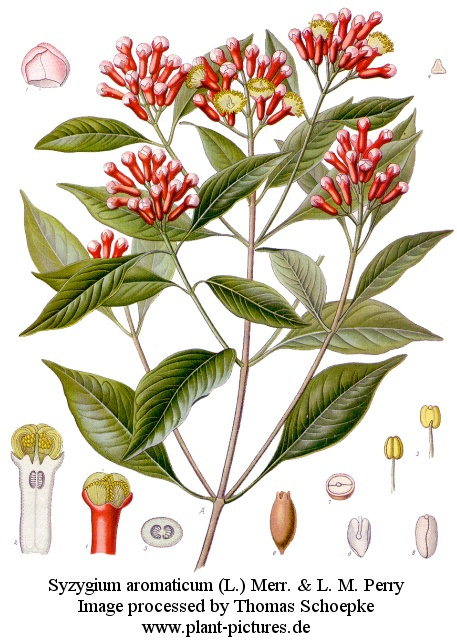 Syzygium aromaticum (L.) Merr. & L. M. Perry
Image processed by Thomas Schoepke
www.plant-pictures.de